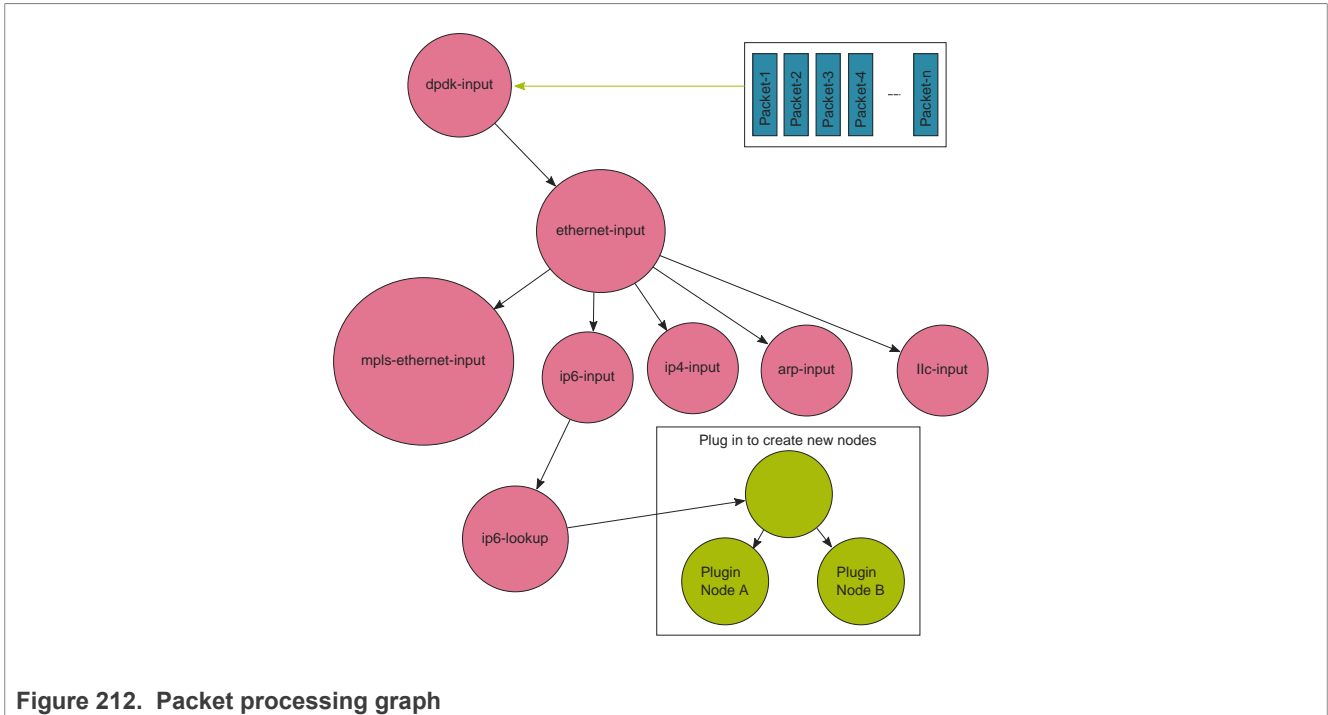 dpdk-input
Packet-1
Packet-2
Packet-3
Packet-4
Packet-n
ethernet-input
mpls-ethernet-input
ip6-input
ip4-input
arp-input
llc-input
Plug in to create new nodes
ip6-lookup
Plugin
Node A
Plugin
Node B
Figure 212. Packet processing graph